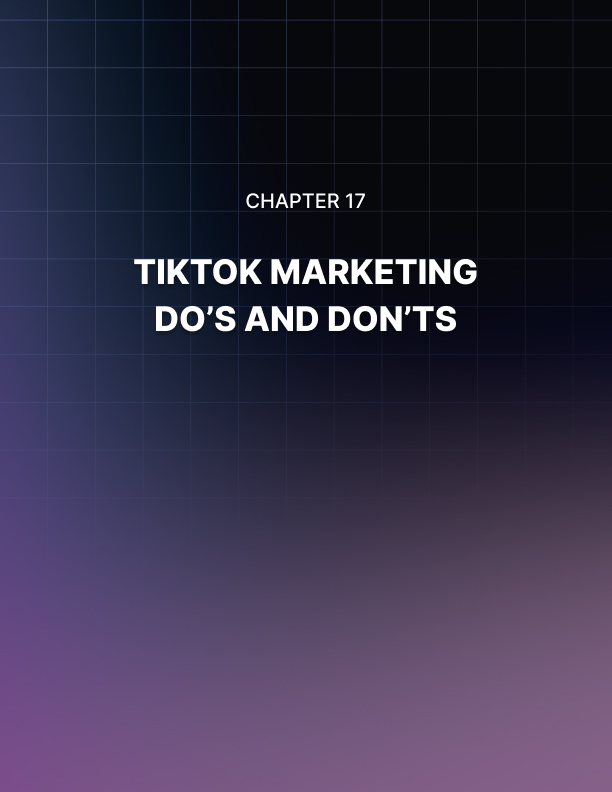 CHAPTER 17
TIKTOK MARKETING
DO’S AND DON’TS